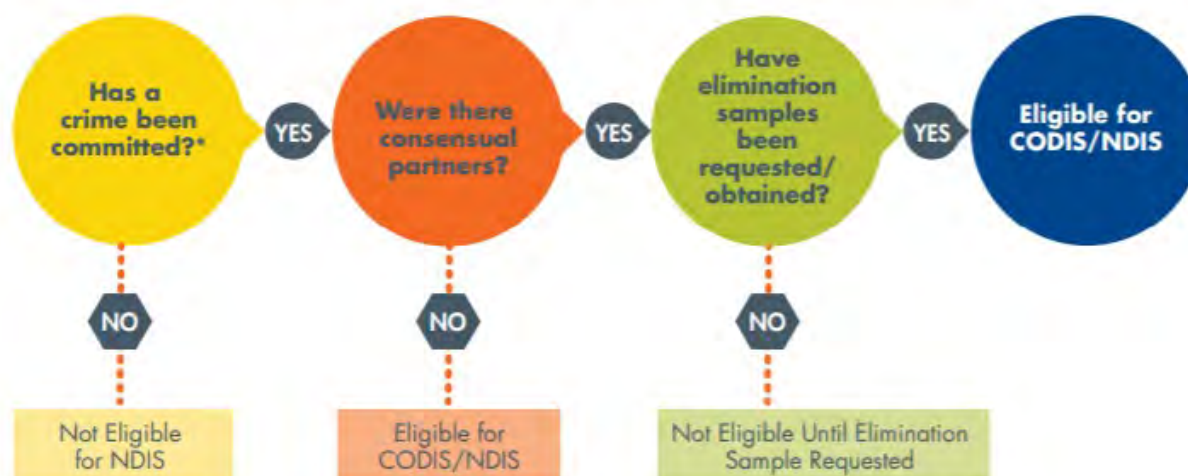 Has a
crime been
committed?*
YES
Were there
consensual
partners?
YES
Have
elimination
samples
been
requested/
obtained?
YES
Eligible for
CODIS/NDIS
NO
NO
NO
Not Eligible
for NDIS
Eligible for
CODIS/NDIS
Not Eligible Until Elimination
Sample Requested